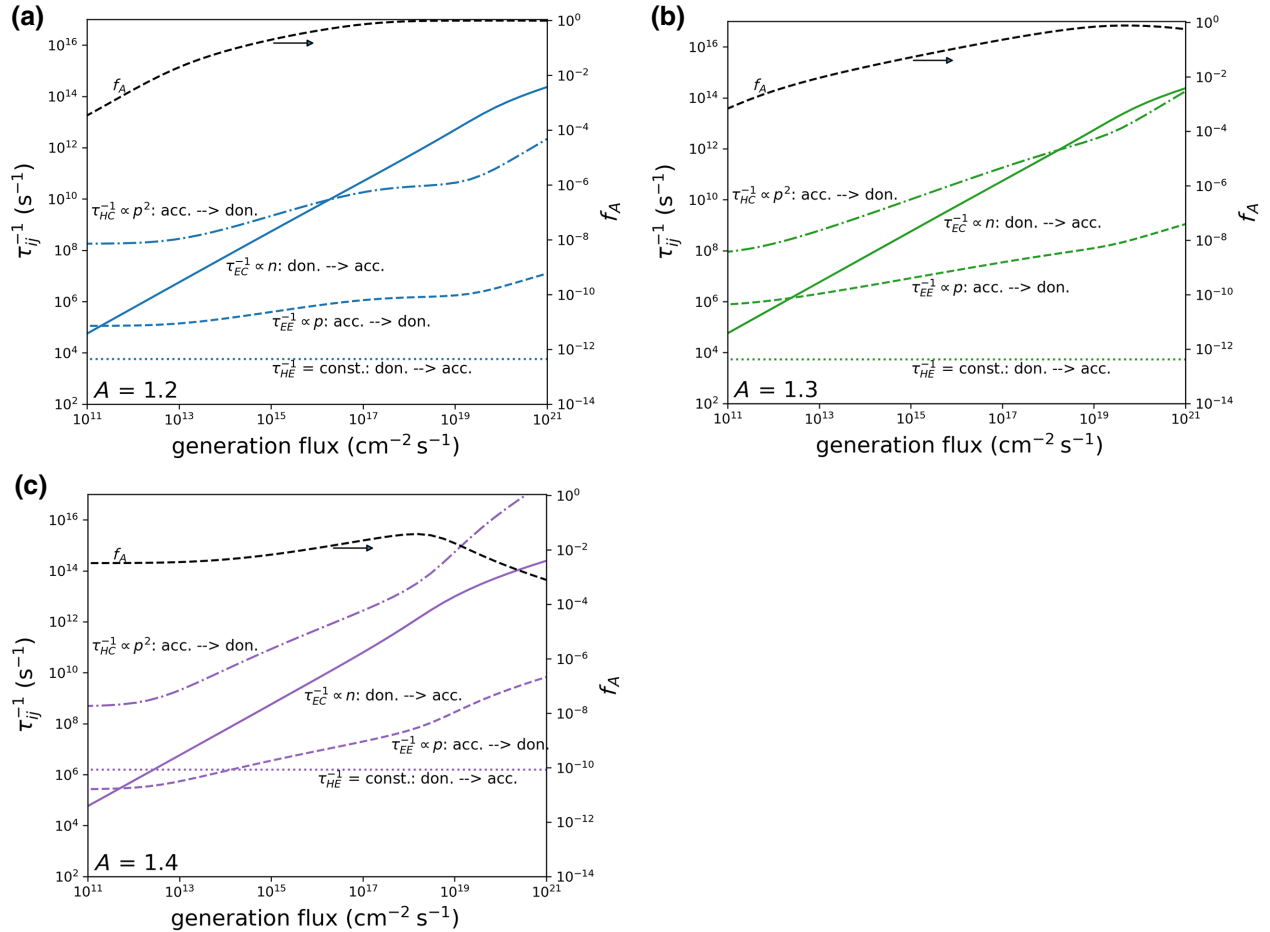 (a)
10^16
10^14
10^12
10^10
10^8
10^6
10^4
10^2
τ_ij^−1 (s^−1)
10^0
10^−2
10^−4
10^−6
10^−8
10^−10
10^−12
10^−14
f_A
f_A
τ_HC^−1 ∝ p^2: acc. --> don.
τ_EC^−1 ∝ n: don. --> acc.
τ_EE^−1 ∝ p: acc. --> don.
τ_HE^−1 = const.: don. --> acc.
A = 1.2
10^11 10^13 10^15 10^17 10^19 10^21
generation flux (cm^−2 s^−1)
(b)
10^16
10^14
10^12
10^10
10^8
10^6
10^4
10^2
τ_ij^−1 (s^−1)
10^0
10^−2
10^−4
10^−6
10^−8
10^−10
10^−12
10^−14
f_A
f_A
τ_HC^−1 ∝ p^2: acc. --> don.
τ_EC^−1 ∝ n: don. --> acc.
τ_EE^−1 ∝ p: acc. --> don.
τ_HE^−1 = const.: don. --> acc.
A = 1.3
10^11 10^13 10^15 10^17 10^19 10^21
generation flux (cm^−2 s^−1)
(c)
10^16
10^14
10^12
10^10
10^8
10^6
10^4
10^2
τ_ij^−1 (s^−1)
10^0
10^−2
10^−4
10^−6
10^−8
10^−10
10^−12
10^−14
f_A
f_A
τ_HC^−1 ∝ p^2: acc. --> don.
τ_EC^−1 ∝ n: don. --> acc.
τ_EE^−1 ∝ p: acc. --> don.
τ_HE^−1 = const.: don. --> acc.
A = 1.4
10^11 10^13 10^15 10^17 10^19 10^21
generation flux (cm^−2 s^−1)